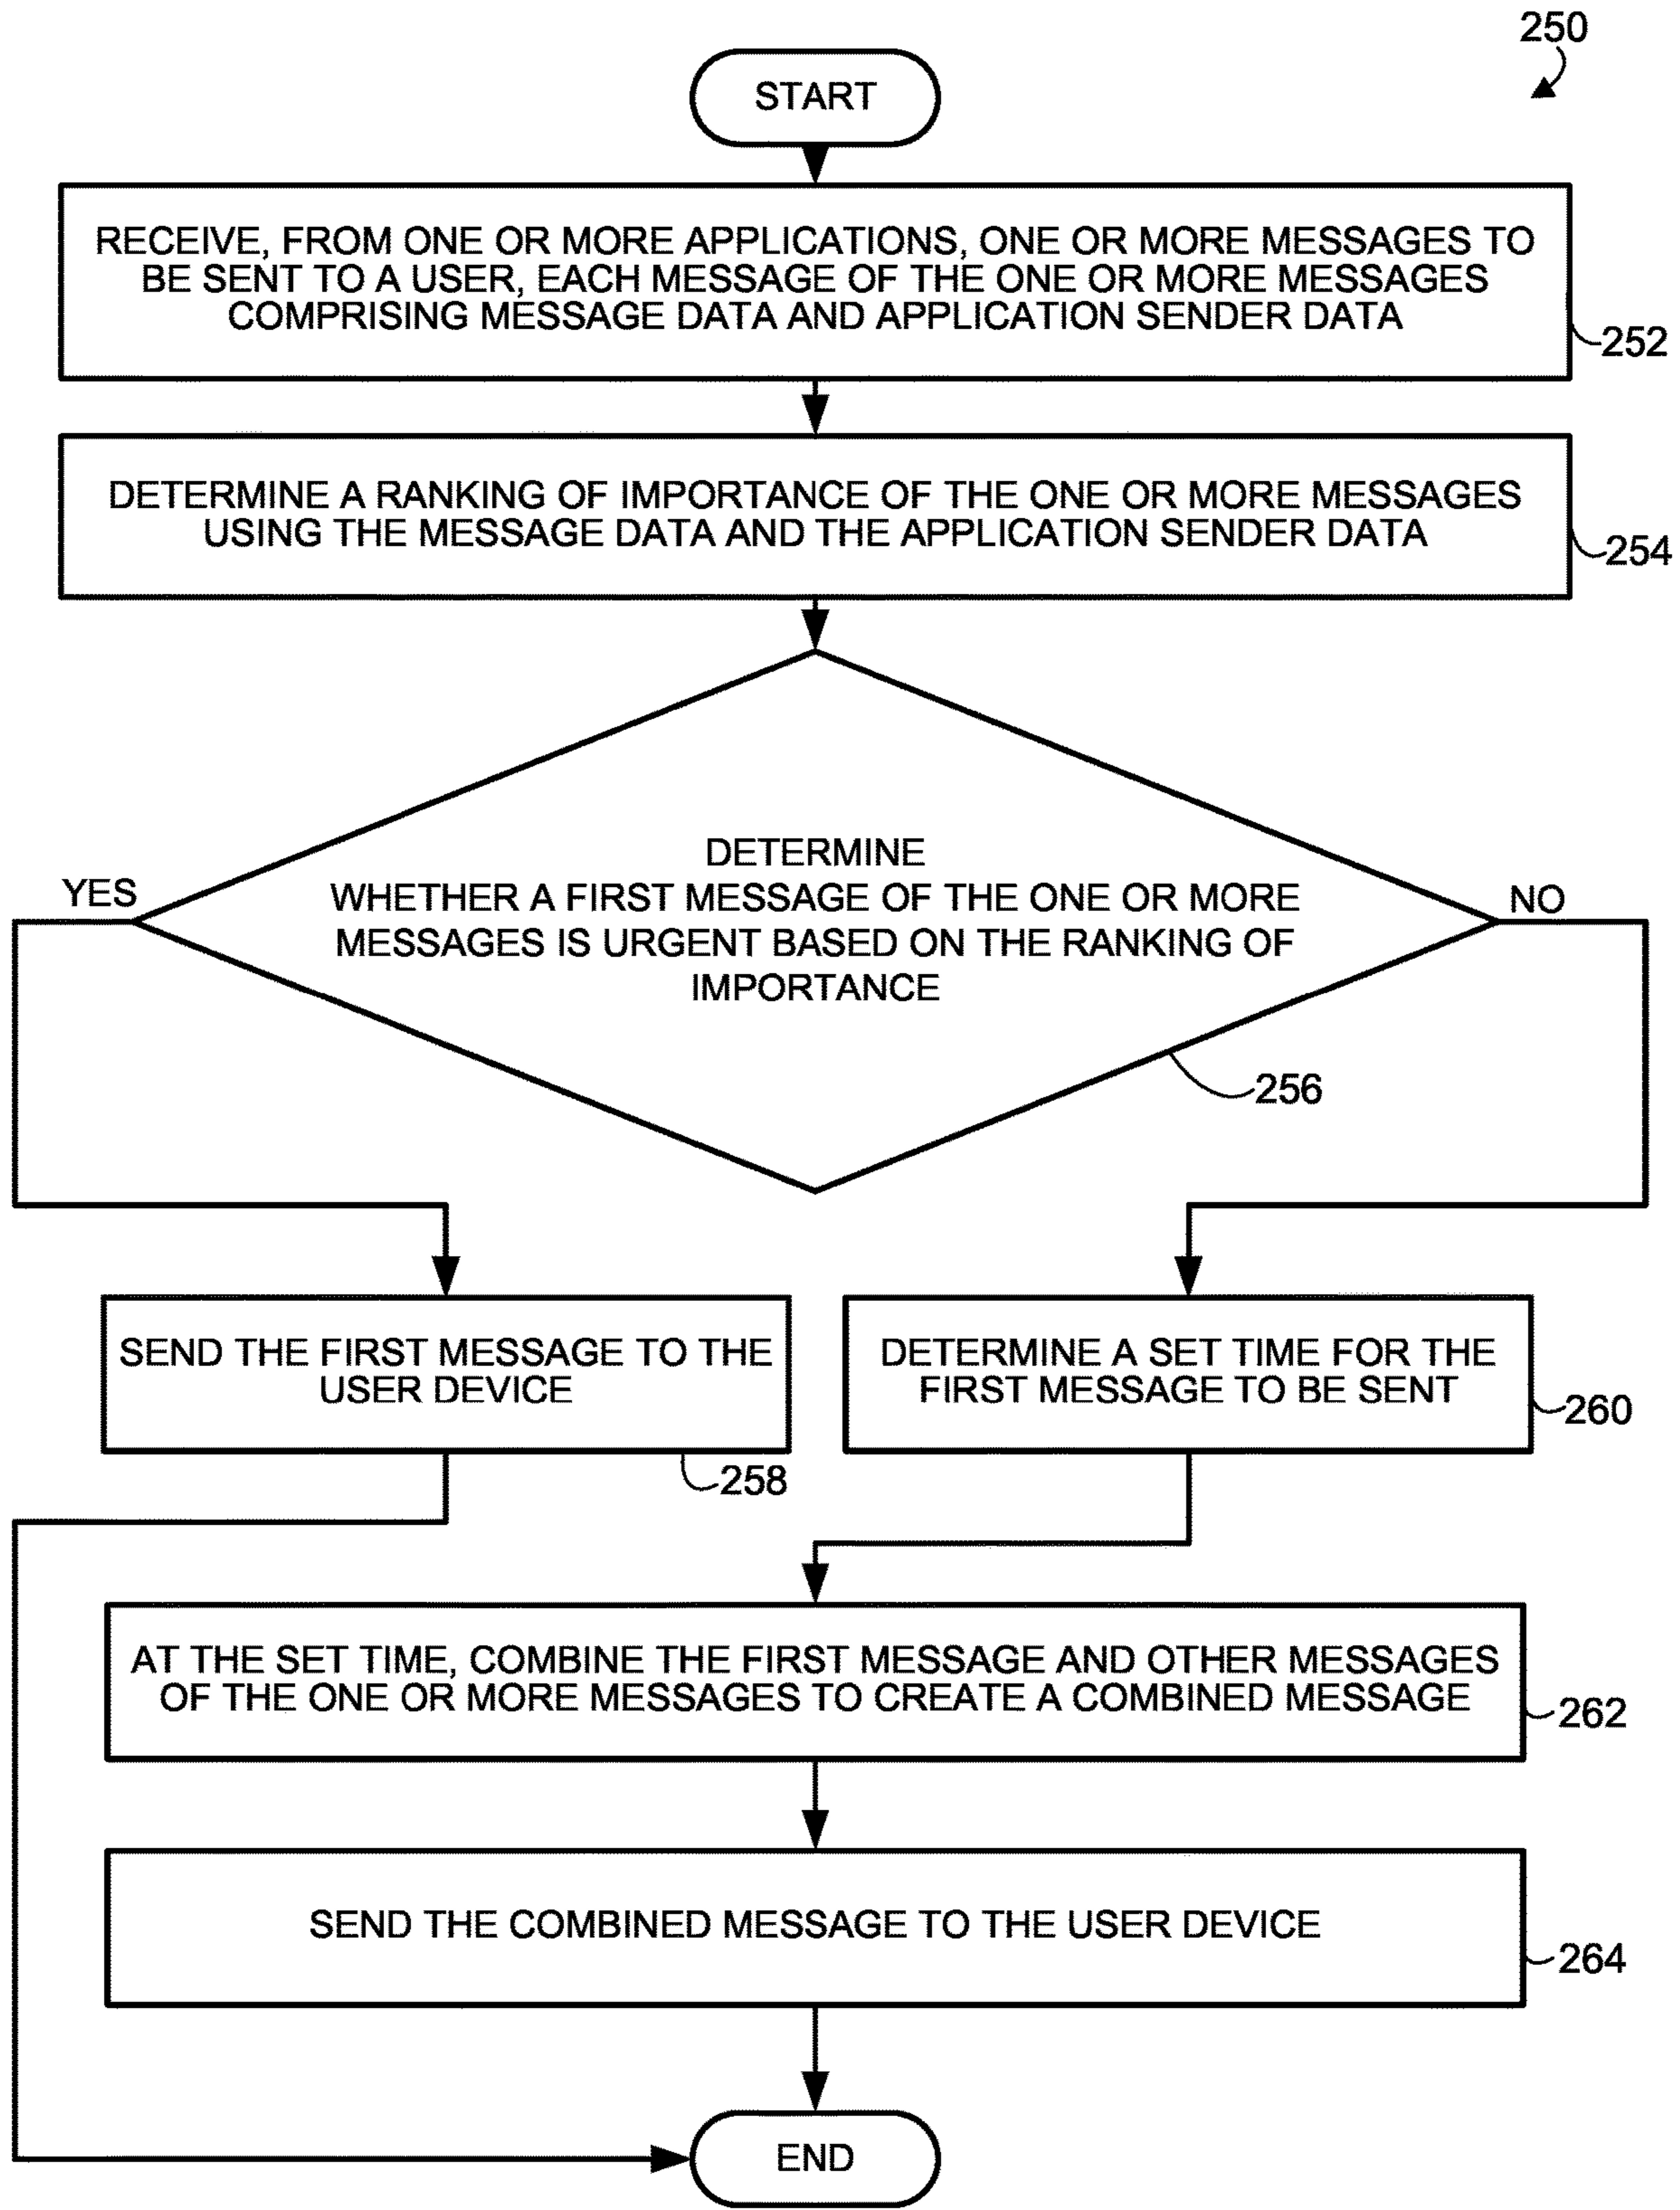 250
START
RECEIVE, FROM ONE OR MORE APPLICATIONS, ONE OR MORE MESSAGES TO
BE SENT TO A USER, EACH MESSAGE OF THE ONE OR MORE MESSAGES
COMPRISING MESSAGE DATA AND APPLICATION SENDER DATA
252
DETERMINE A RANKING OF IMPORTANCE OF THE ONE OR MORE MESSAGES
USING THE MESSAGE DATA AND THE APPLICATION SENDER DATA
254
DETERMINE
WHETHER A FIRST MESSAGE OF THE ONE OR MORE
MESSAGES IS URGENT BASED ON THE RANKING OF
IMPORTANCE
YES
NO
256
SEND THE FIRST MESSAGE TO THE
USER DEVICE
258
DETERMINE A SET TIME FOR THE
FIRST MESSAGE TO BE SENT
260
AT THE SET TIME, COMBINE THE FIRST MESSAGE AND OTHER MESSAGES
OF THE ONE OR MORE MESSAGES TO CREATE A COMBINED MESSAGE
262
SEND THE COMBINED MESSAGE TO THE USER DEVICE
264
END